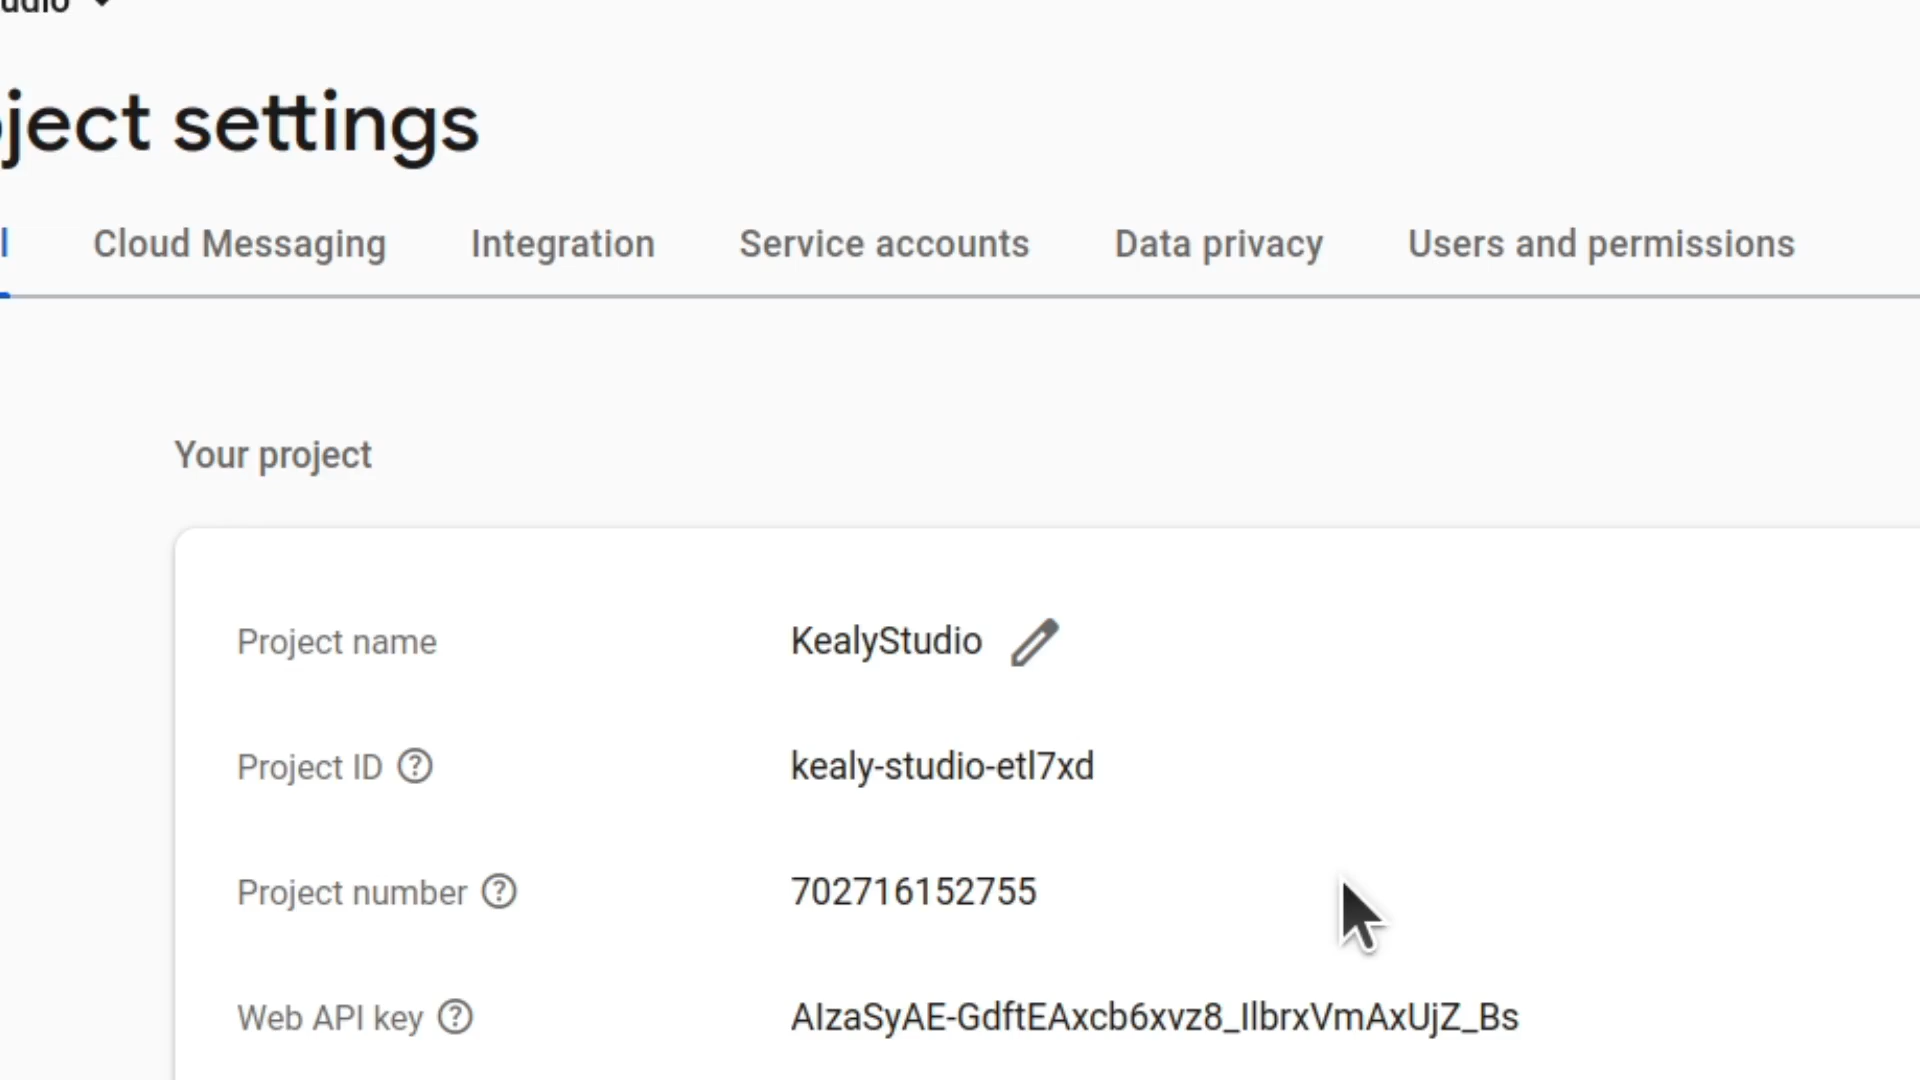 udio
ject settings
l Cloud Messaging Integration Service accounts Data privacy Users and permissions
Your project
Project name KealyStudio
Project ID kealy-studio-etl7xd
Project number 702716152755
Web API key AIzaSyAE-GdftEAxcb6xvz8_IlbrxVmAxUjZ_Bs